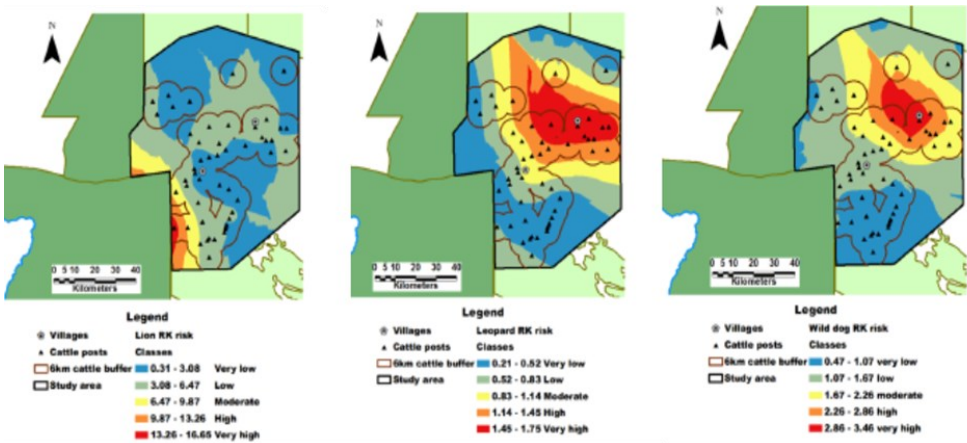 N
N
N
0 5 10 20 30 40
Kilometers
0 5 10 20 30 40
Kilometers
0 5 10 20 30 40
Kilometers
Legend
Villages Lion RK risk
Cattle posts Classes
6km cattle buffer 0.31 - 3.08 Very low
Study area 3.08 - 6.47 Low
6.47 - 9.87 Moderate
9.87 - 13.26 High
13.26 - 16.65 Very high
Legend
Villages Leopard RK risk
Cattle posts Classes
6km cattle buffer 0.21 - 0.52 Very low
Study area 0.52 - 0.83 Low
0.83 - 1.14 Moderate
1.14 - 1.45 High
1.45 - 1.75 Very high
Legend
Villages Wild dog RK risk
Cattle posts Classes
6km cattle buffer 0.47 - 1.07 Very low
Study area 1.07 - 1.67 low
1.67 - 2.26 moderate
2.26 - 2.86 high
2.86 - 3.46 very high